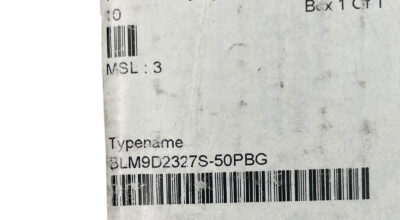 10
Box 1 Of 1
MSL : 3
Typename
BLM9D2327S-50PBG